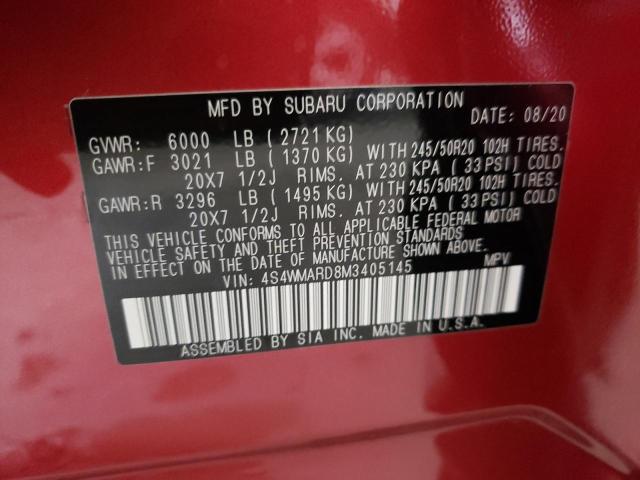 MFD BY SUBARU CORPORATION DATE: 08/20
GVWR: 6000 LB ( 2721 KG)
GAWR:F 3021 LB ( 1370 KG) WITH 245/50R20 102H TIRES.
20X7 1/2J RIMS. AT 230 KPA ( 33 PSI) COLD
GAWR:R 3296 LB ( 1495 KG) WITH 245/50R20 102H TIRES.
20X7 1/2J RIMS. AT 230 KPA ( 33 PSI) COLD
THIS VEHICLE CONFORMS TO ALL APPLICABLE FEDERAL MOTOR
VEHICLE SAFETY AND THEFT PREVENTION STANDARDS
IN EFFECT ON THE DATE OF MANUFACTURE SHOWN ABOVE.
VIN: 4S4WMARD8M3405145 MPV
ASSEMBLED BY SIA INC. MADE IN U.S.A.